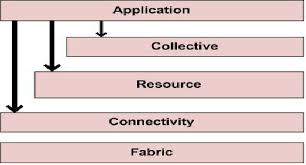 Application
Collective
Resource
Connectivity
Fabric